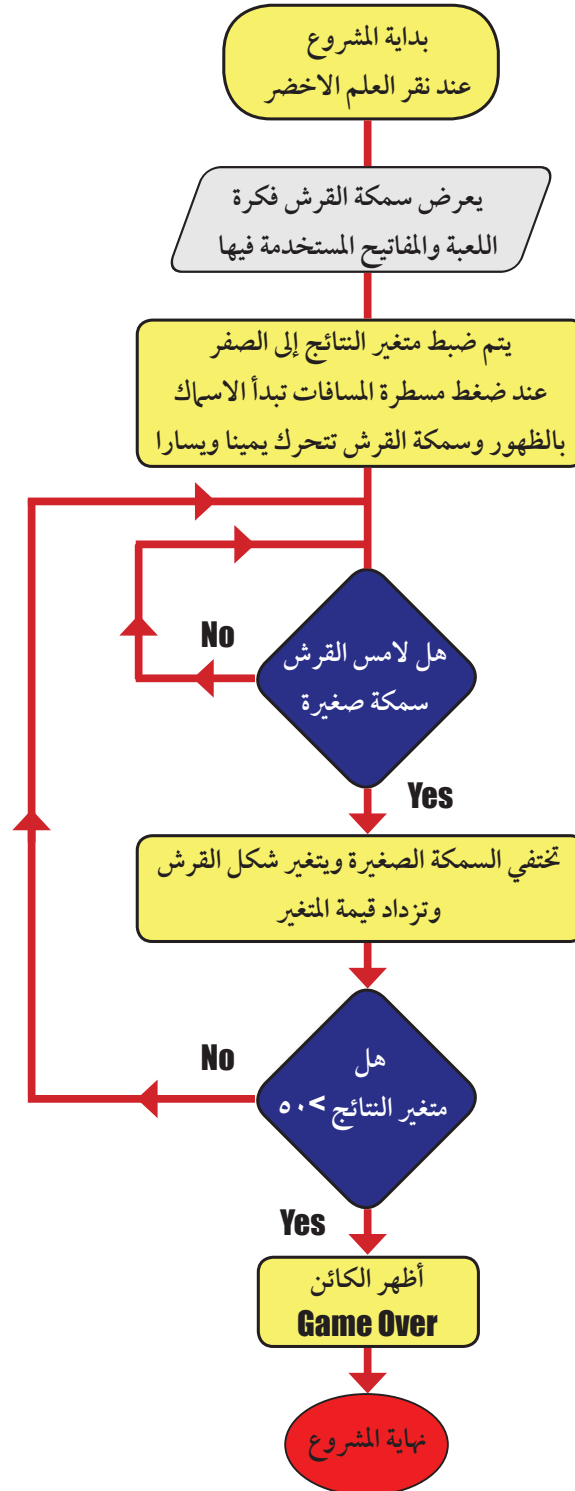 بداية المشروع
عند نقر العلم الاخضر
يعرض سمكة القرش فكرة
اللعبة والمفاتيح المستخدمة فيها
يتم ضبط متغير النتائج إلى الصفر
عند ضغط مسطرة المسافات تبدأ الاسماك
بالظهور وسمكة القرش تتحرك يمينا ويسارا
No
هل لامس القرش
سمكة صغيرة
Yes
تختفي السمكة الصغيرة ويتغير شكل القرش
وتزداد قيمة المتغير
No
هل
متغير النتائج >٥٠
Yes
أظهر الكائن
Game Over
نهاية المشروع